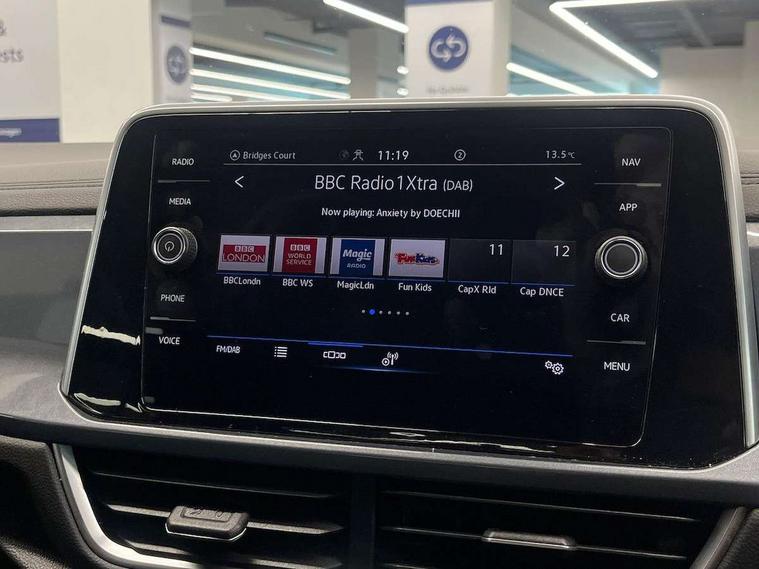 &
ests
RADIO
MEDIA
PHONE
VOICE
Bridges Court
11:19
2
13.5°C
BBC Radio 1Xtra (DAB)
Now playing: Anxiety by DOECHII
BBC LONDON
BBC WORLD SERVICE
Magic RADIO
FUN KIDS
11
12
BBCLondn
BBC WS
MagicLdn
Fun Kids
CapX Rld
Cap DNCE
FM/DAB
NAV
APP
CAR
MENU